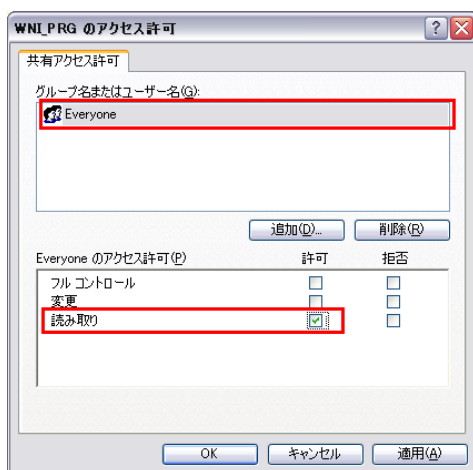 WNI_PRG のアクセス許可
共有アクセス許可
グループ名またはユーザー名(G):
Everyone
追加(D)... 削除(R)
Everyone のアクセス許可(P) 許可 拒否
フル コントロール
変更
読み取り
OK キャンセル 適用(A)